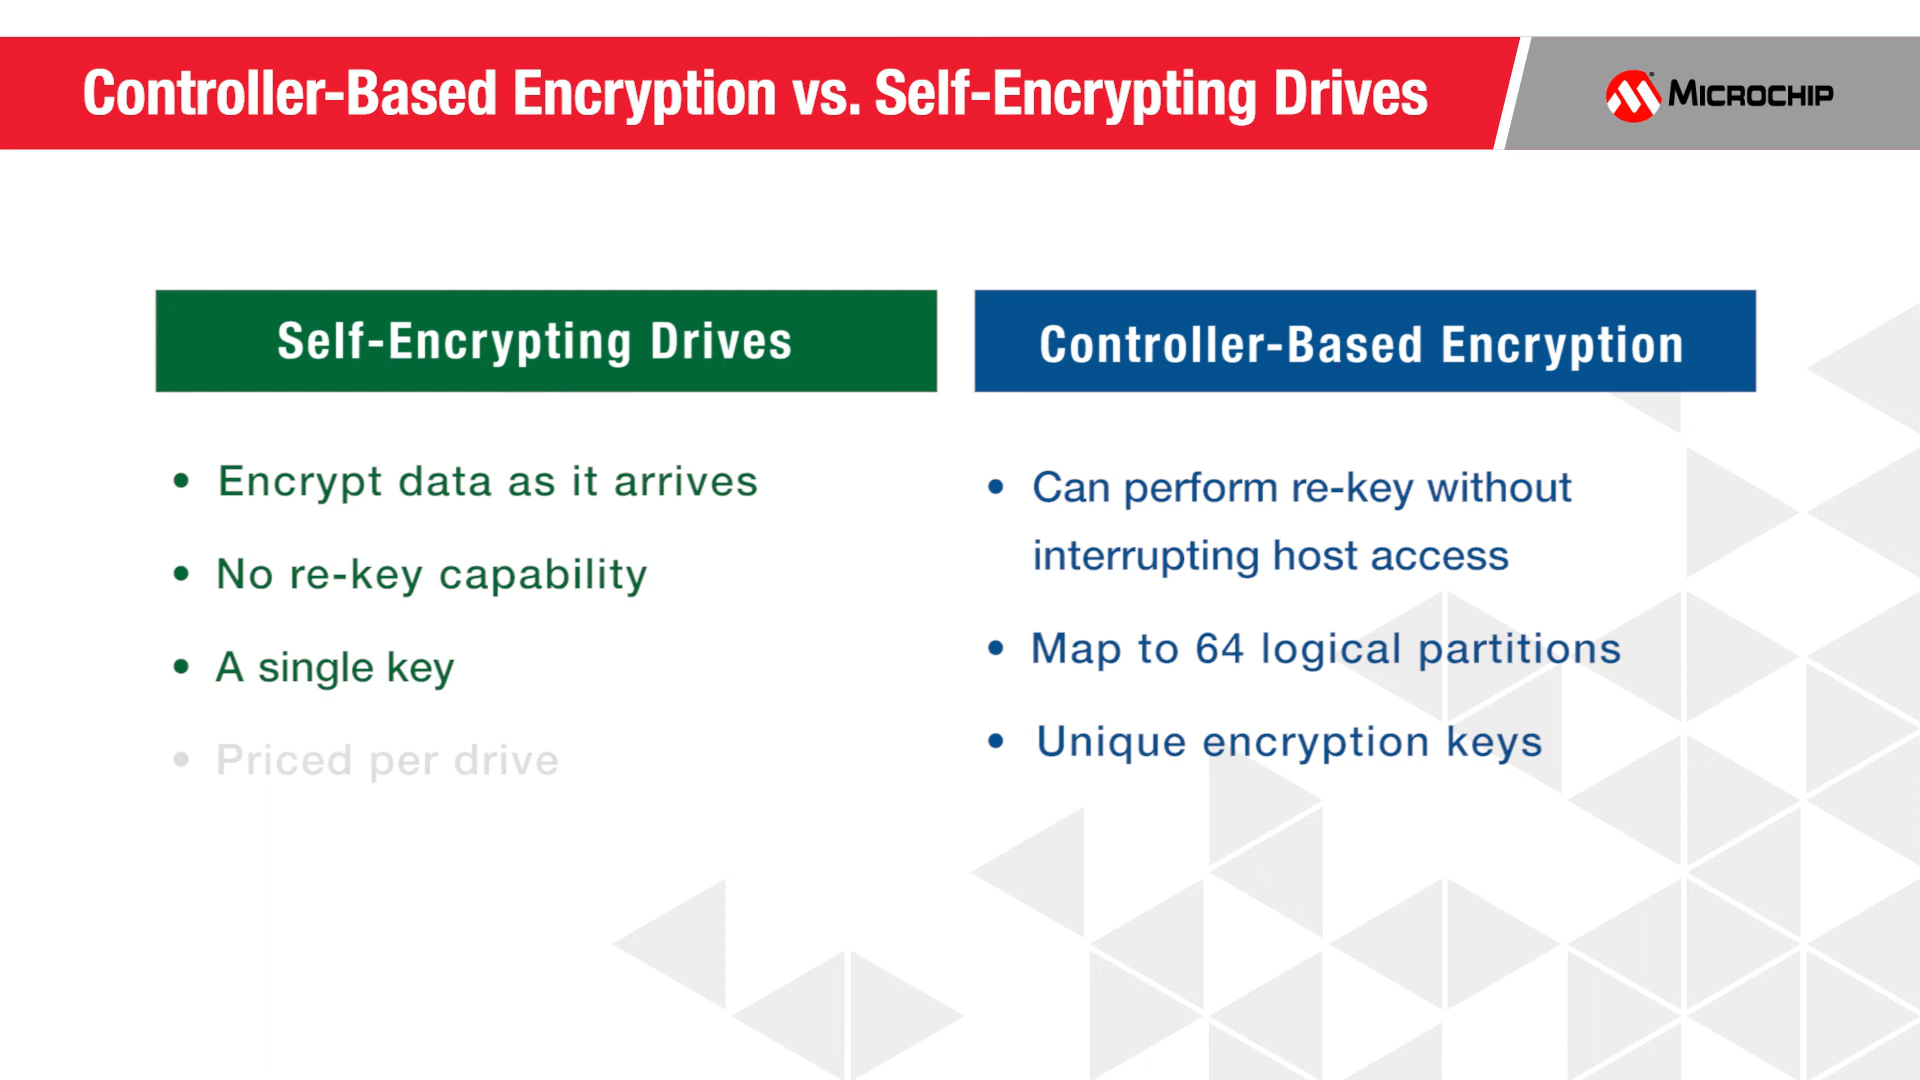 Controller-Based Encryption vs. Self-Encrypting Drives
MICROCHIP
Self-Encrypting Drives
• Encrypt data as it arrives
• No re-key capability
• A single key
• Priced per drive
Controller-Based Encryption
• Can perform re-key without
interrupting host access
• Map to 64 logical partitions
• Unique encryption keys